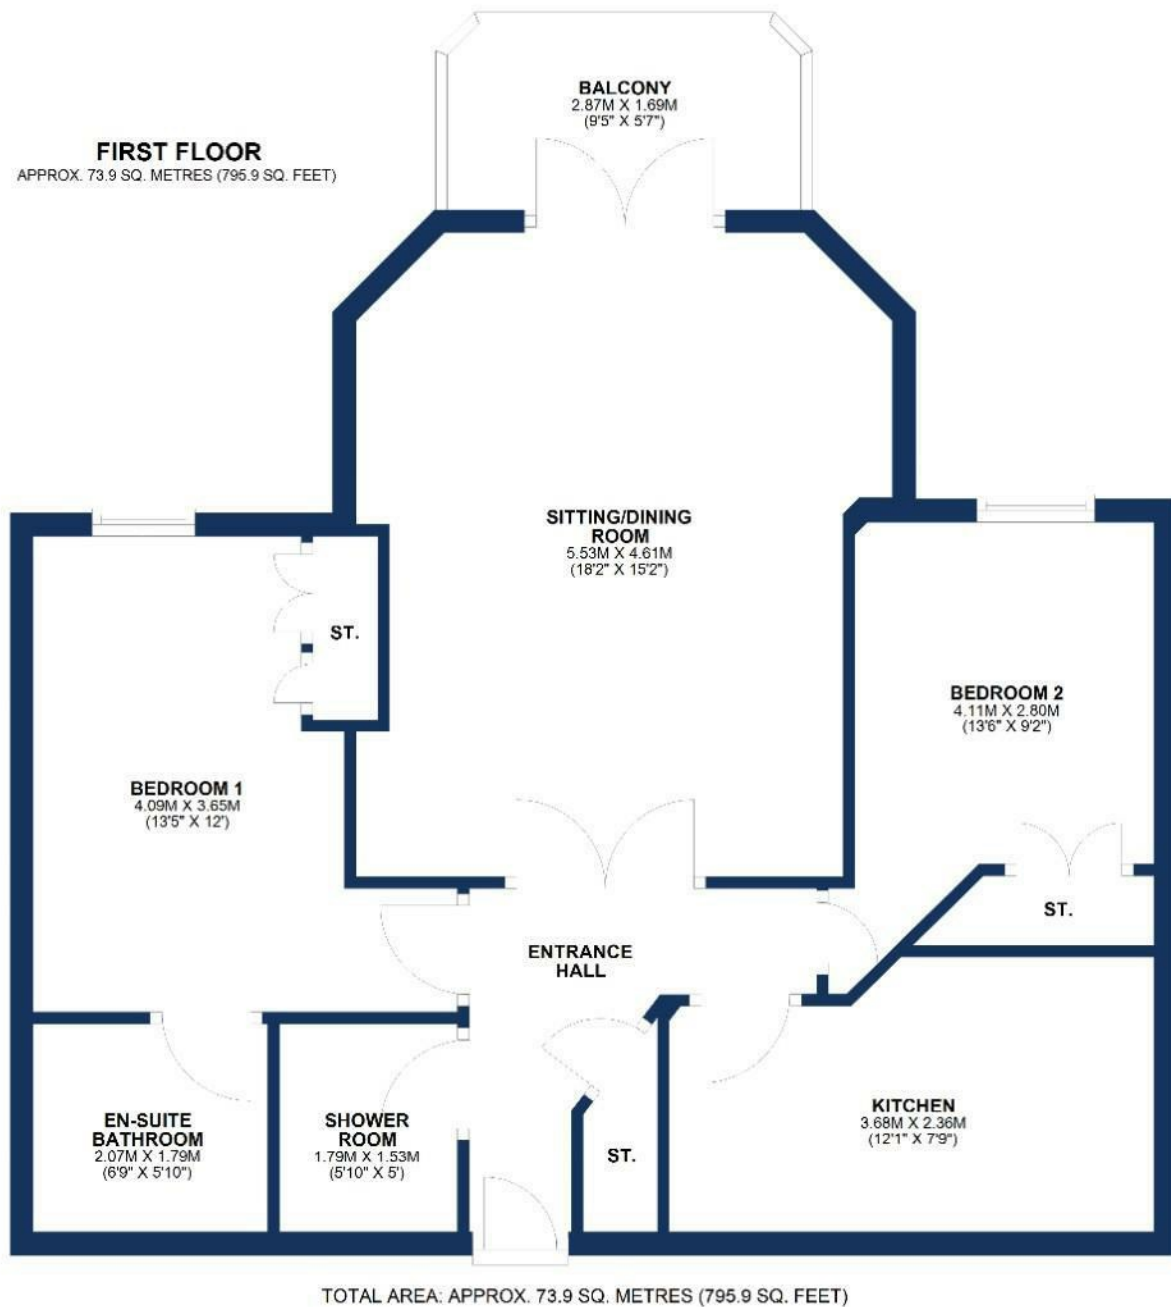 BALCONY
2.87M X 1.69M
(9'5" X 5'7")
FIRST FLOOR
APPROX. 73.9 SQ. METRES (795.9 SQ. FEET)
SITTING/DINING
ROOM
5.53M X 4.61M
(18'2" X 15'2")
ST.
BEDROOM 2
4.11M X 2.80M
(13'6" X 9'2")
BEDROOM 1
4.09M X 3.65M
(13'5" X 12')
ST.
ENTRANCE
HALL
EN-SUITE
BATHROOM
2.07M X 1.79M
(6'9" X 5'10")
SHOWER
ROOM
1.79M X 1.53M
(5'10" X 5')
ST.
KITCHEN
3.68M X 2.36M
(12'1" X 7'9")
TOTAL AREA: APPROX. 73.9 SQ. METRES (795.9 SQ. FEET)